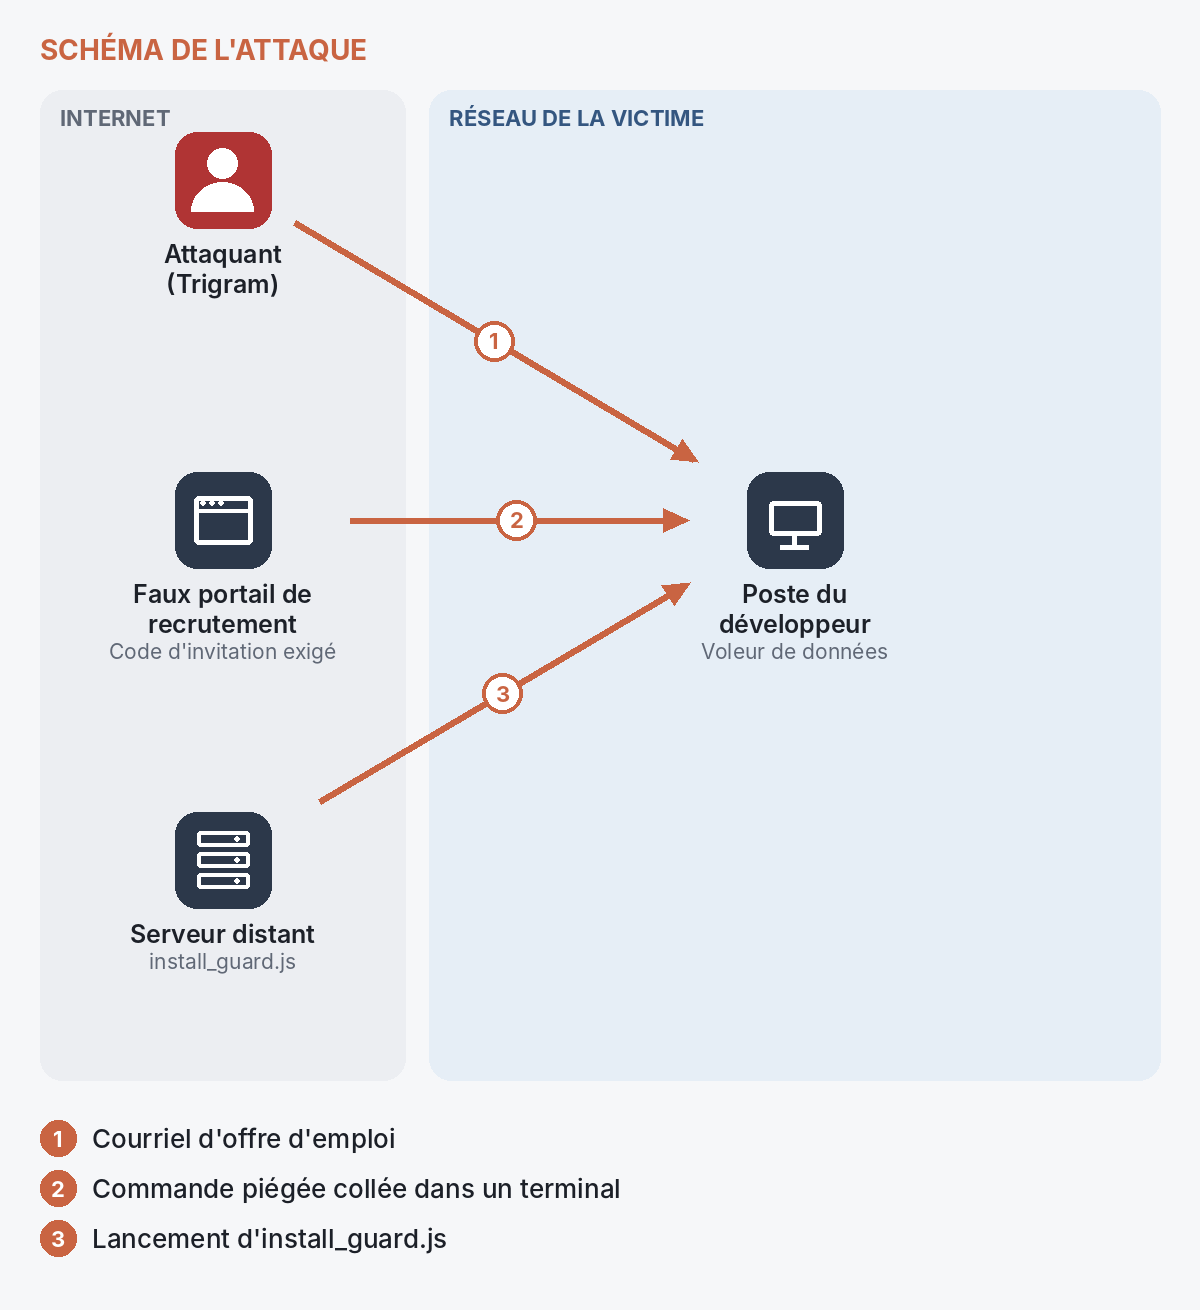 SCHÉMA DE L'ATTAQUE
INTERNET
RÉSEAU DE LA VICTIME
Attaquant
(Trigram)
1
Faux portail de
recrutement
Code d'invitation exigé
2
Poste du
développeur
Voleur de données
3
Serveur distant
install_guard.js
1 Courriel d'offre d'emploi
2 Commande piégée collée dans un terminal
3 Lancement d'install_guard.js